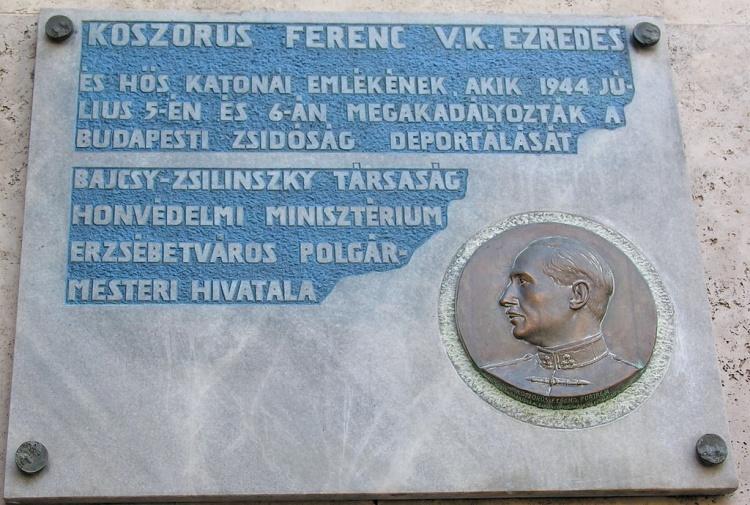 KOSZORUS FERENC V.K. EZREDES
ÉS HŐS KATONAI EMLÉKÉNEK, AKIK 1944 JÚ-
LIUS 5-ÉN ÉS 6-ÁN MEGAKADÁLYOZTÁK A
BUDAPESTI ZSIDÓSÁG DEPORTÁLÁSÁT
BAJCSY-ZSILINSZKY TÁRSASÁG
HONVÉDELMI MINISZTÉRIUM
ERZSÉBETVÁROS POLGÁR-
MESTERI HIVATALA